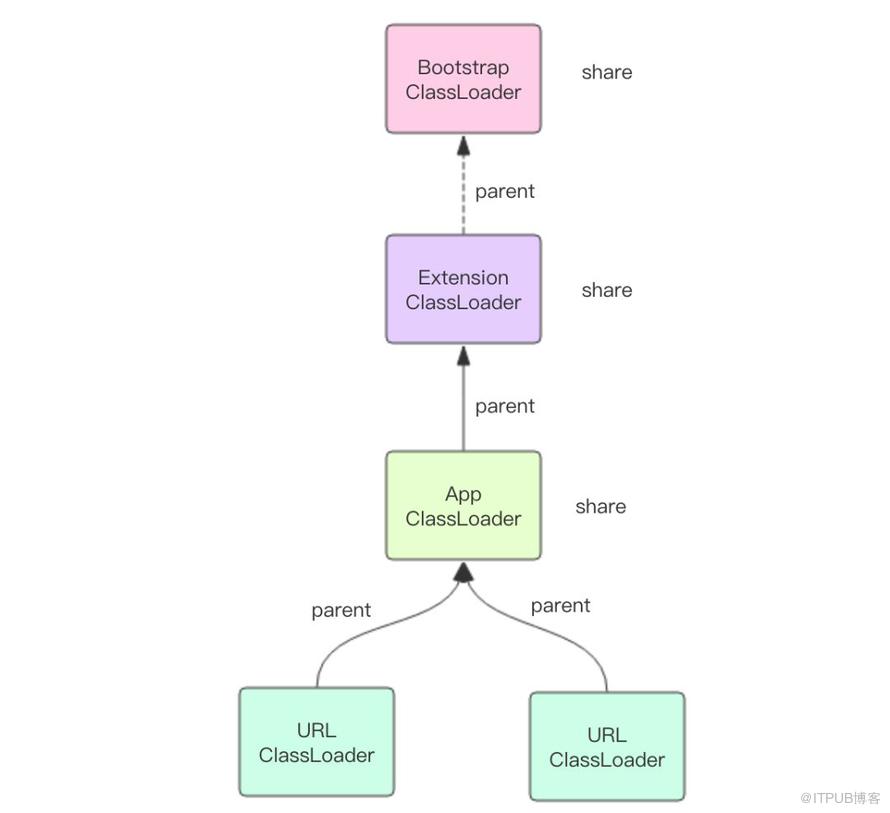 Bootstrap
ClassLoader
share
parent
Extension
ClassLoader
share
parent
App
ClassLoader
share
parent
parent
URL
ClassLoader
URL
ClassLoader
@ITPUB博客